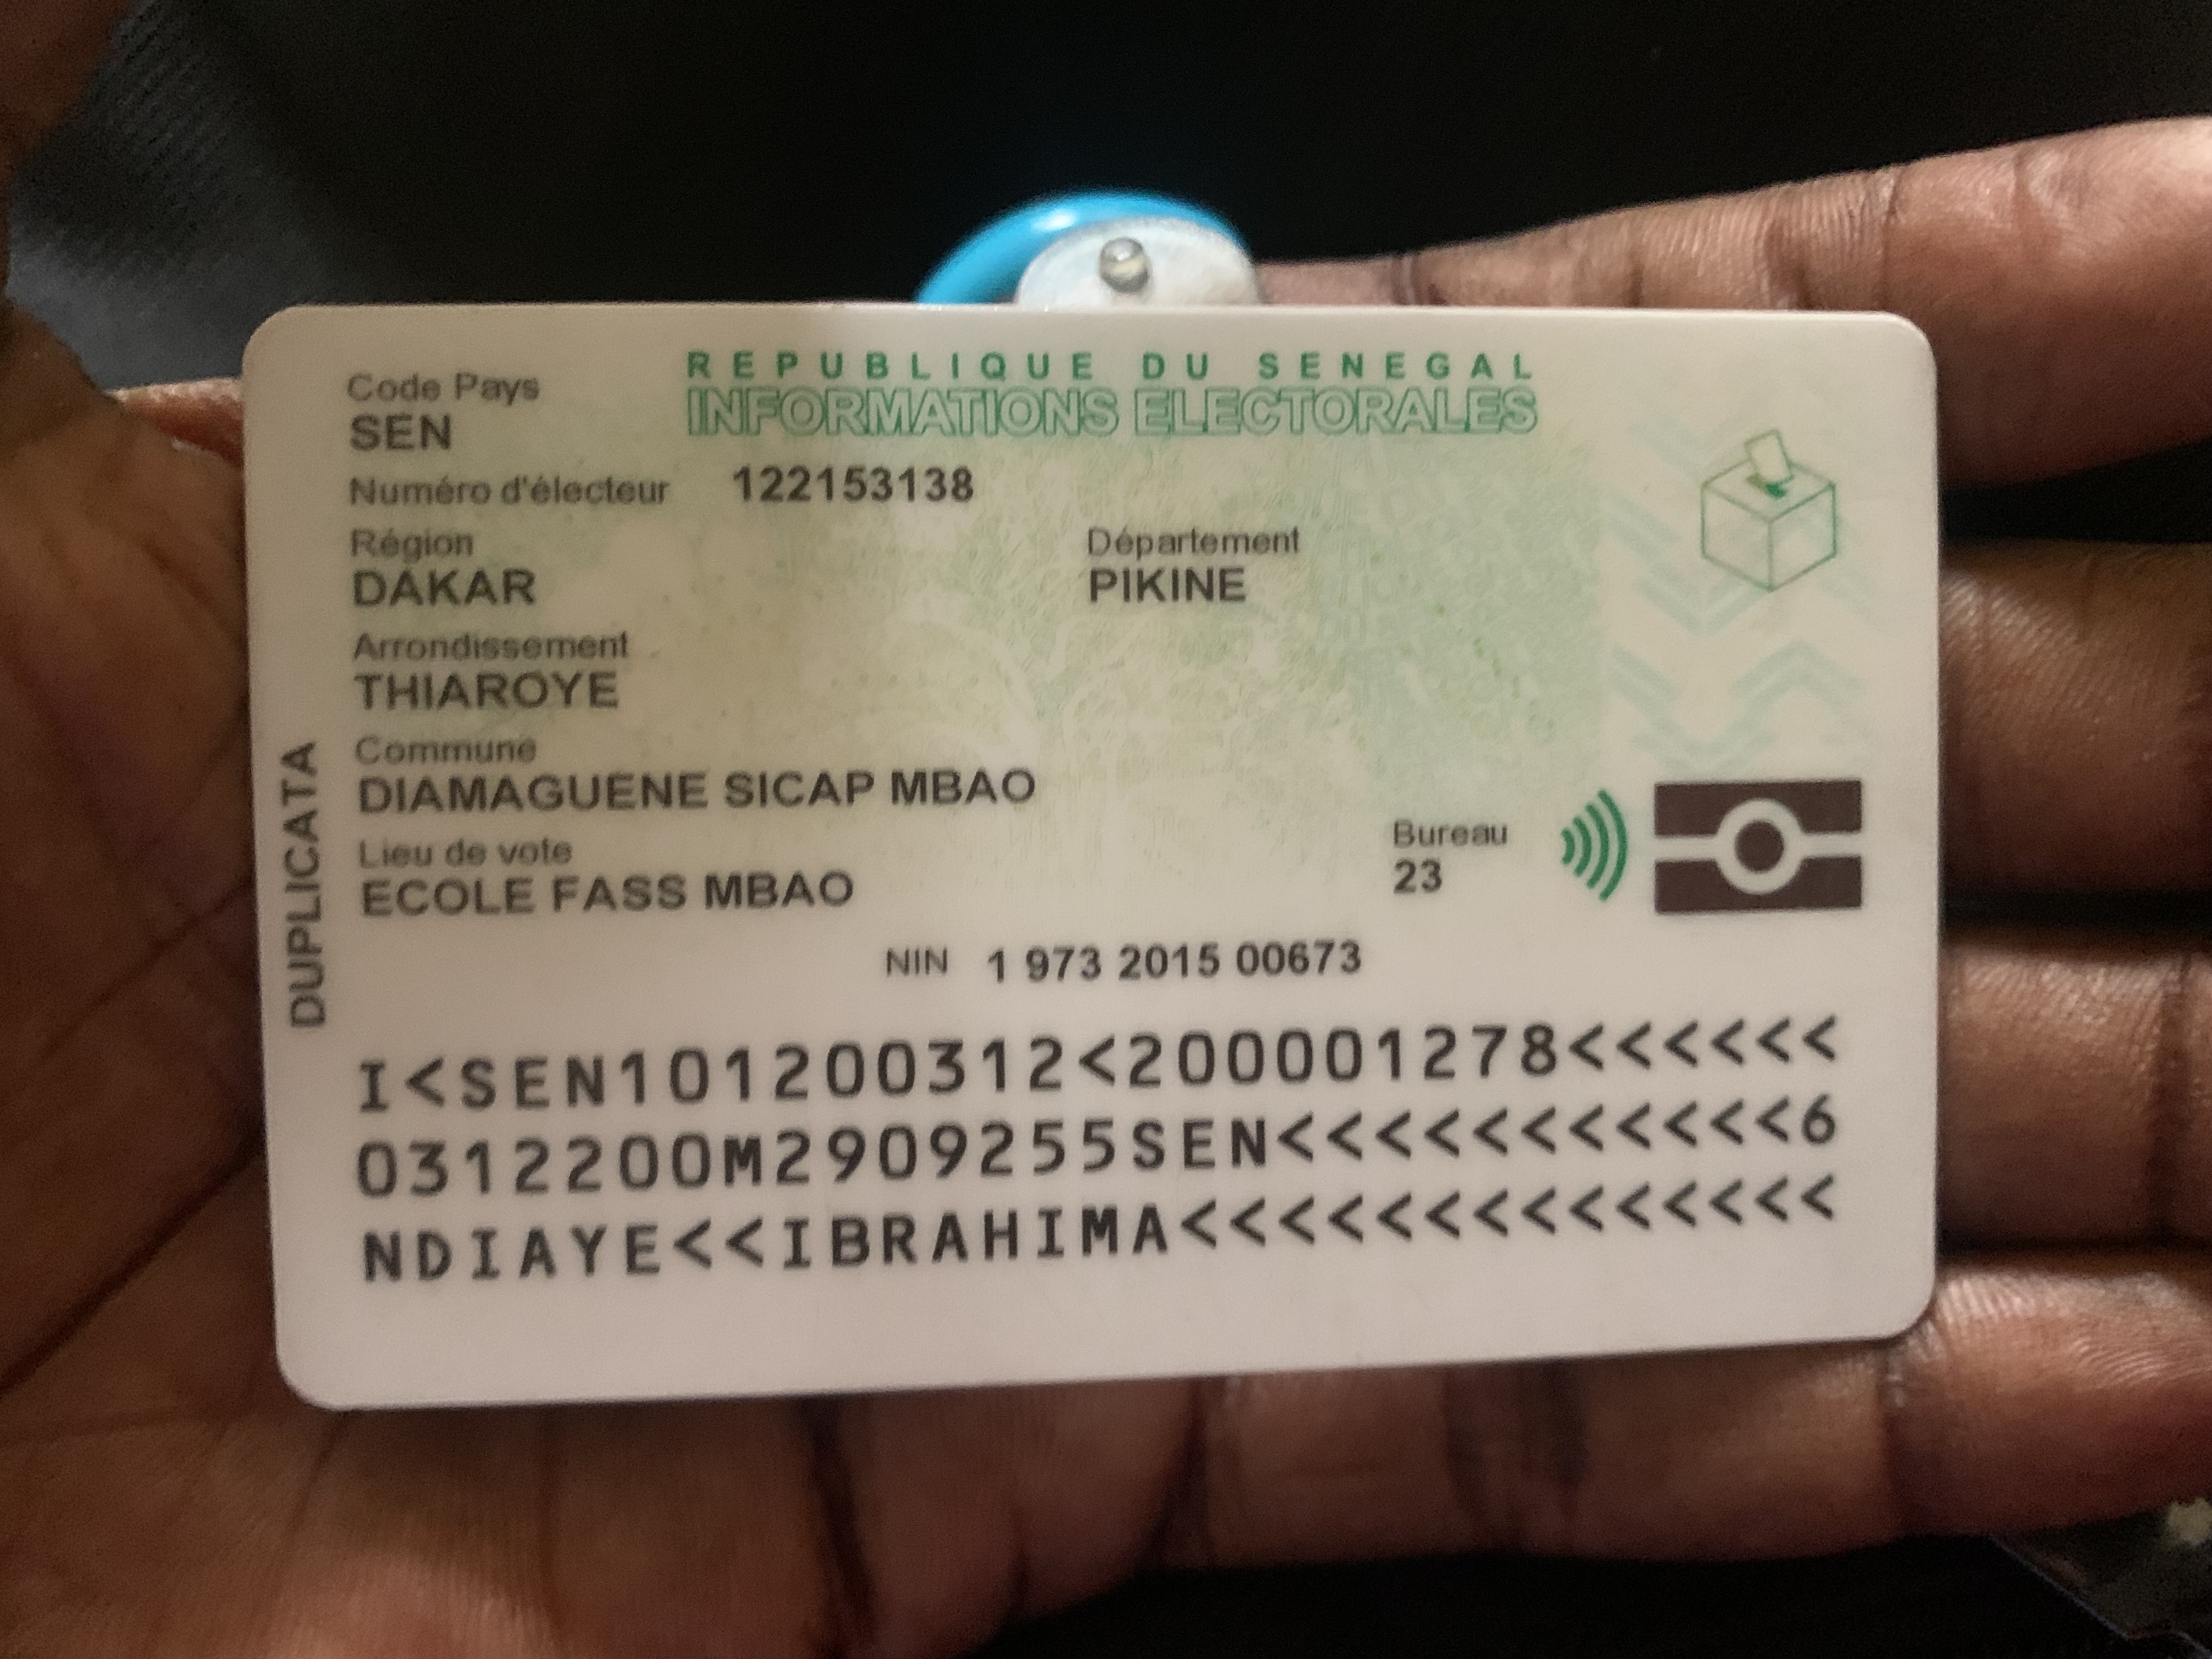 REPUBLIQUE DU SENEGAL
INFORMATIONS ELECTORALES
Code Pays
SEN
Numéro d'électeur 122153138
Région
DAKAR
Département
PIKINE
Arrondissement
THIAROYE
Commune
DIAMAGUENE SICAP MBAO
Lieu de vote
ECOLE FASS MBAO
Bureau
23
DUPLICATA
NIN 1 973 2015 00673
I<SEN101200312<200001278<<<<<<
0312200M2909255SEN<<<<<<<<<<<6
NDIAYE<<IBRAHIMA<<<<<<<<<<<<<<